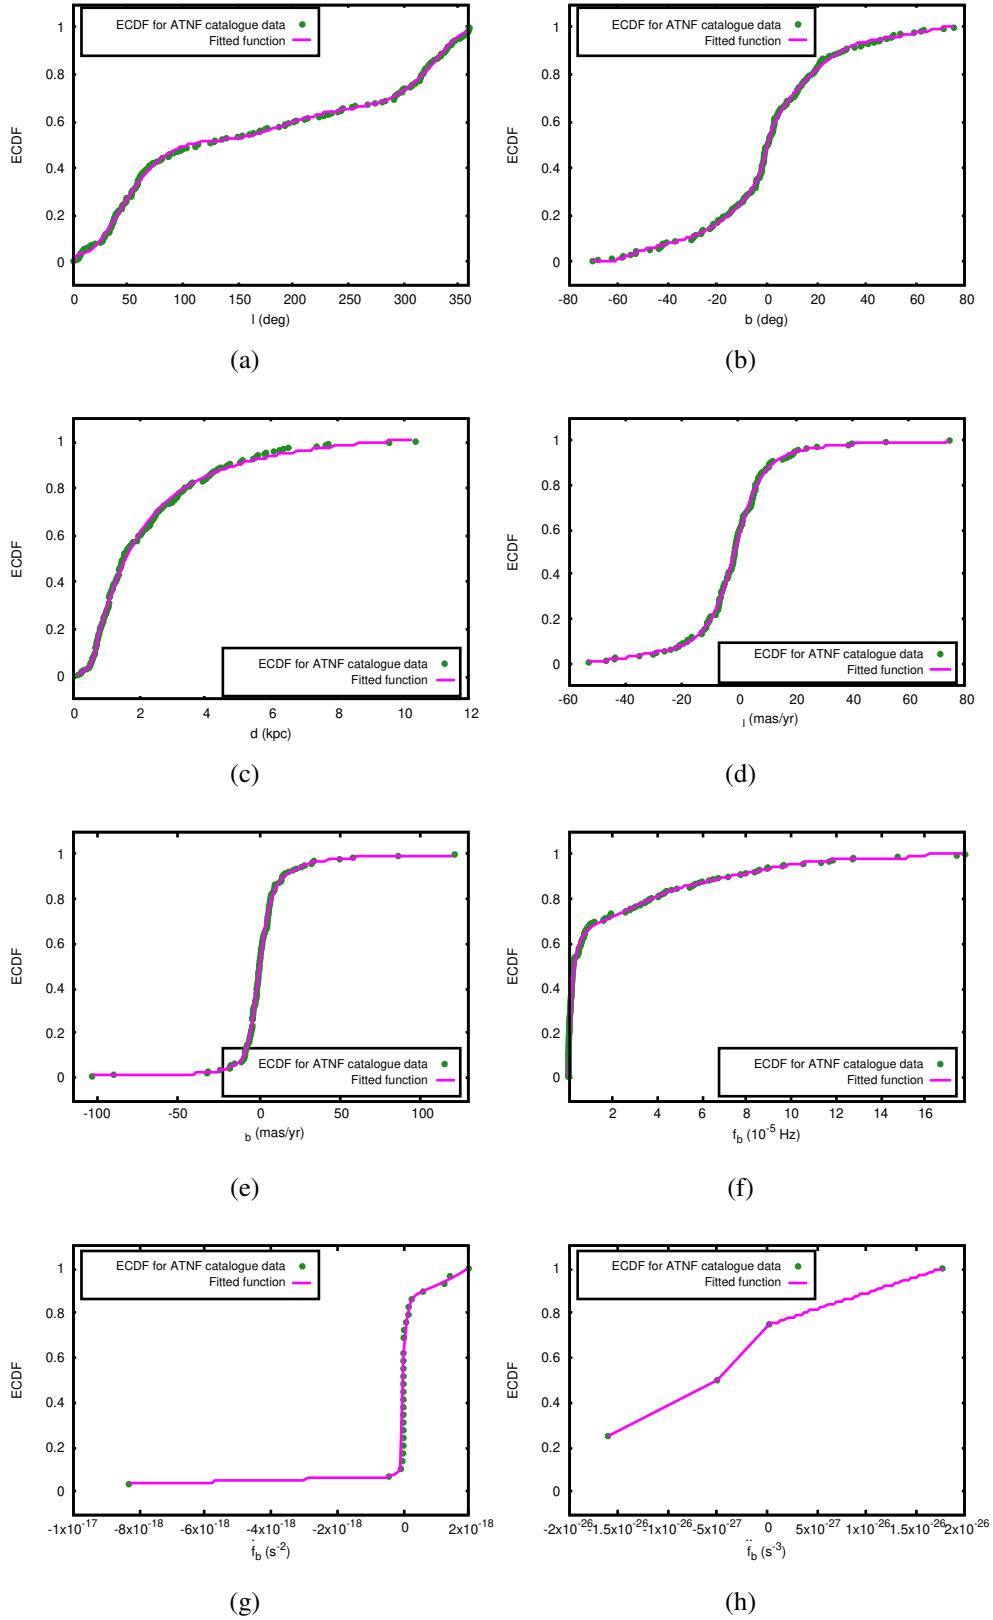 ECDF for ATNF catalogue data
Fitted function
ECDF
1
0.8
0.6
0.4
0.2
0
0 50 100 150 200 250 300 350
l (deg)
(a)
ECDF for ATNF catalogue data
Fitted function
ECDF
1
0.8
0.6
0.4
0.2
0
-80 -60 -40 -20 0 20 40 60 80
b (deg)
(b)
ECDF
1
0.8
0.6
0.4
0.2
0
ECDF for ATNF catalogue data
Fitted function
0 2 4 6 8 10 12
d (kpc)
(c)
ECDF
1
0.8
0.6
0.4
0.2
0
ECDF for ATNF catalogue data
Fitted function
-60 -40 -20 0 20 40 60 80
l (mas/yr)
(d)
ECDF
1
0.8
0.6
0.4
0.2
0
ECDF for ATNF catalogue data
Fitted function
-100 -50 0 50 100
b (mas/yr)
(e)
ECDF
1
0.8
0.6
0.4
0.2
0
ECDF for ATNF catalogue data
Fitted function
2 4 6 8 10 12 14 16
f_b (10^-5 Hz)
(f)
ECDF for ATNF catalogue data
Fitted function
ECDF
1
0.8
0.6
0.4
0.2
0
-1x10^-17 -8x10^-18 -6x10^-18 -4x10^-18 -2x10^-18 0 2x10^-18
ḟ_b (s^-2)
(g)
ECDF for ATNF catalogue data
Fitted function
ECDF
1
0.8
0.6
0.4
0.2
0
-2x10^-26 -1.5x10^-26 -1x10^-26 -5x10^-27 0 5x10^-27 1x10^-26 1.5x10^-26 2x10^-26
f̈_b (s^-3)
(h)